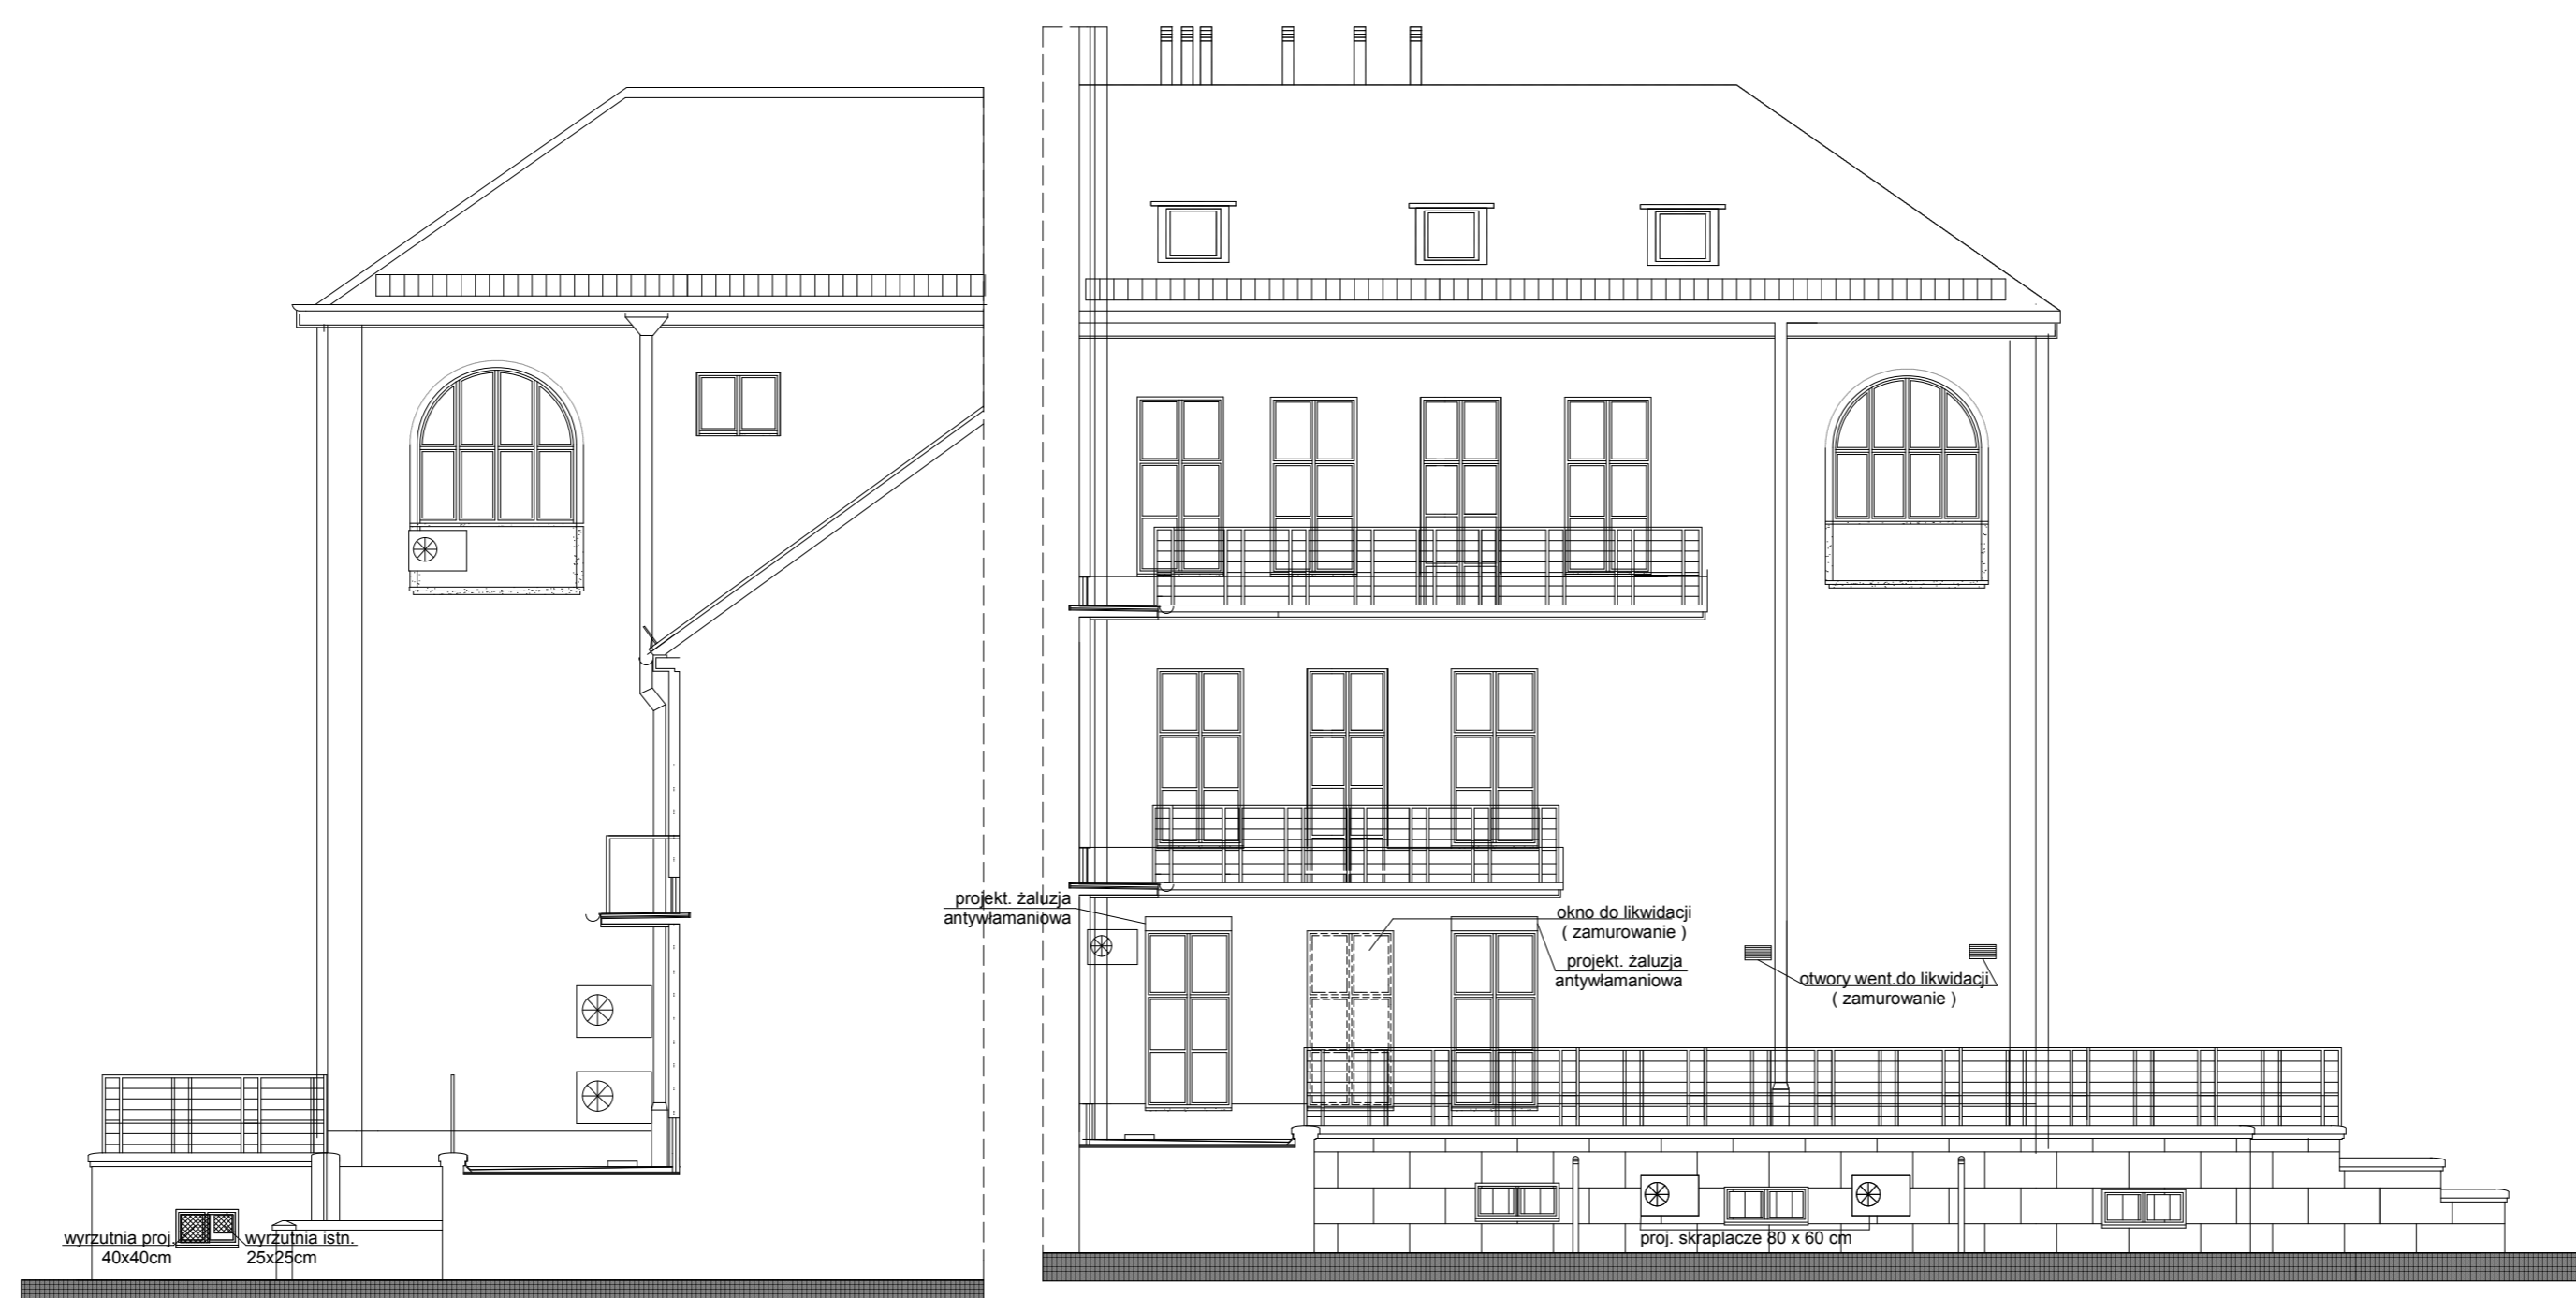 projekt. żaluzja
antywłamaniowa
okno do likwidacji
( zamurowanie )
projekt. żaluzja
antywłamaniowa
otwory went.do likwidacji
( zamurowanie )
wyrzutnia proj.
40x40cm
wyrzutnia istn.
25x25cm
proj. skraplacze 80 x 60 cm